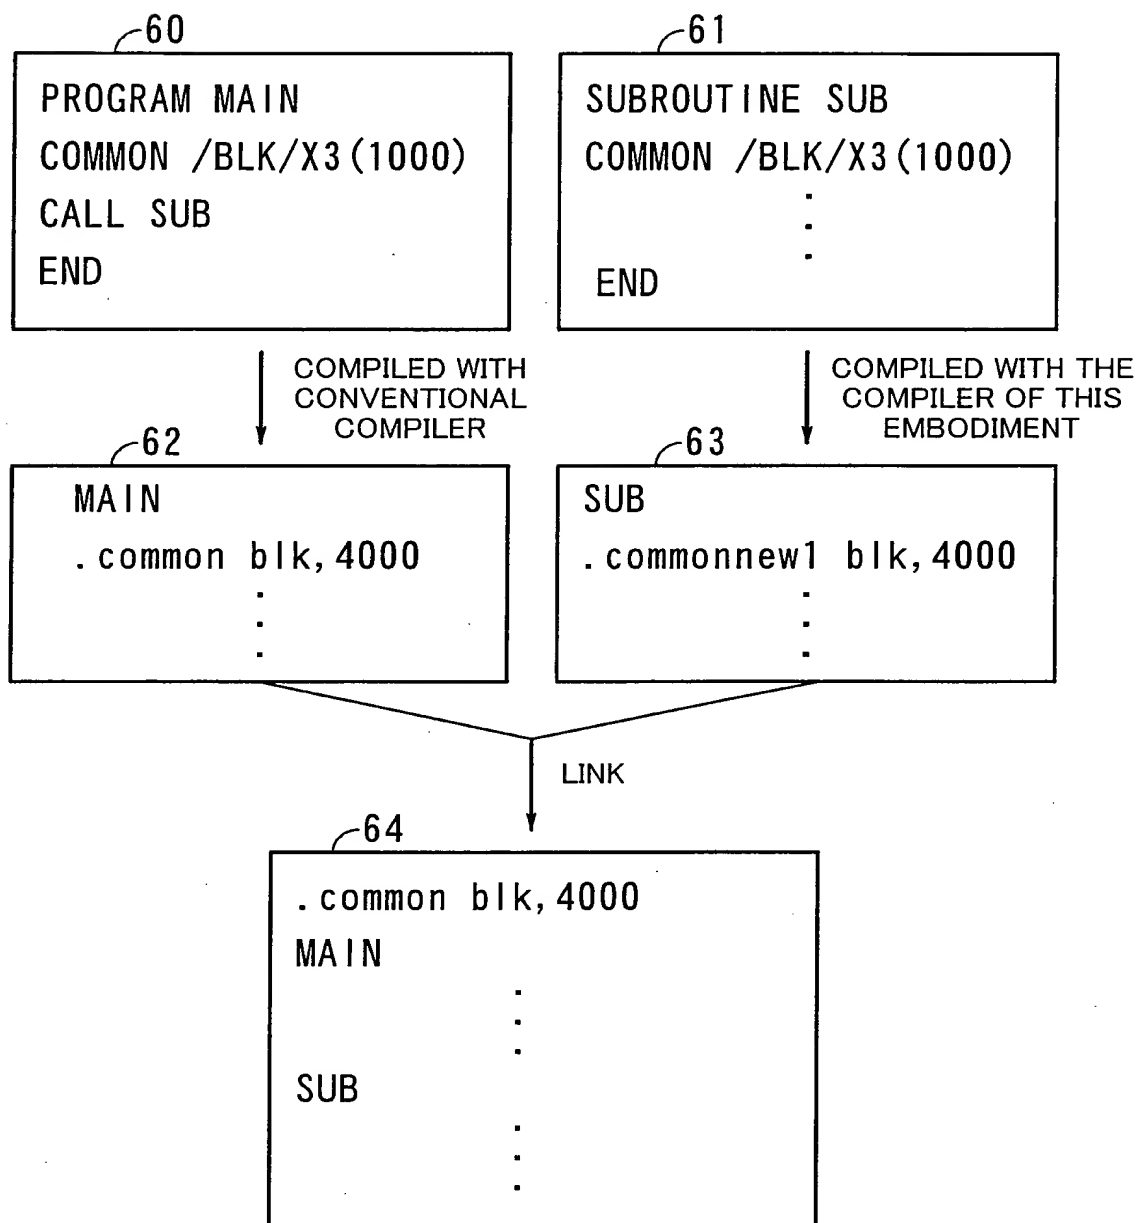 60
PROGRAM MAIN
COMMON /BLK/X3(1000)
CALL SUB
END
61
SUBROUTINE SUB
COMMON /BLK/X3(1000)
END
COMPILED WITH
CONVENTIONAL
COMPILER
COMPILED WITH THE
COMPILER OF THIS
EMBODIMENT
62
MAIN
.common blk,4000
63
SUB
.commonnew1 blk,4000
LINK
64
.common blk,4000
MAIN
SUB